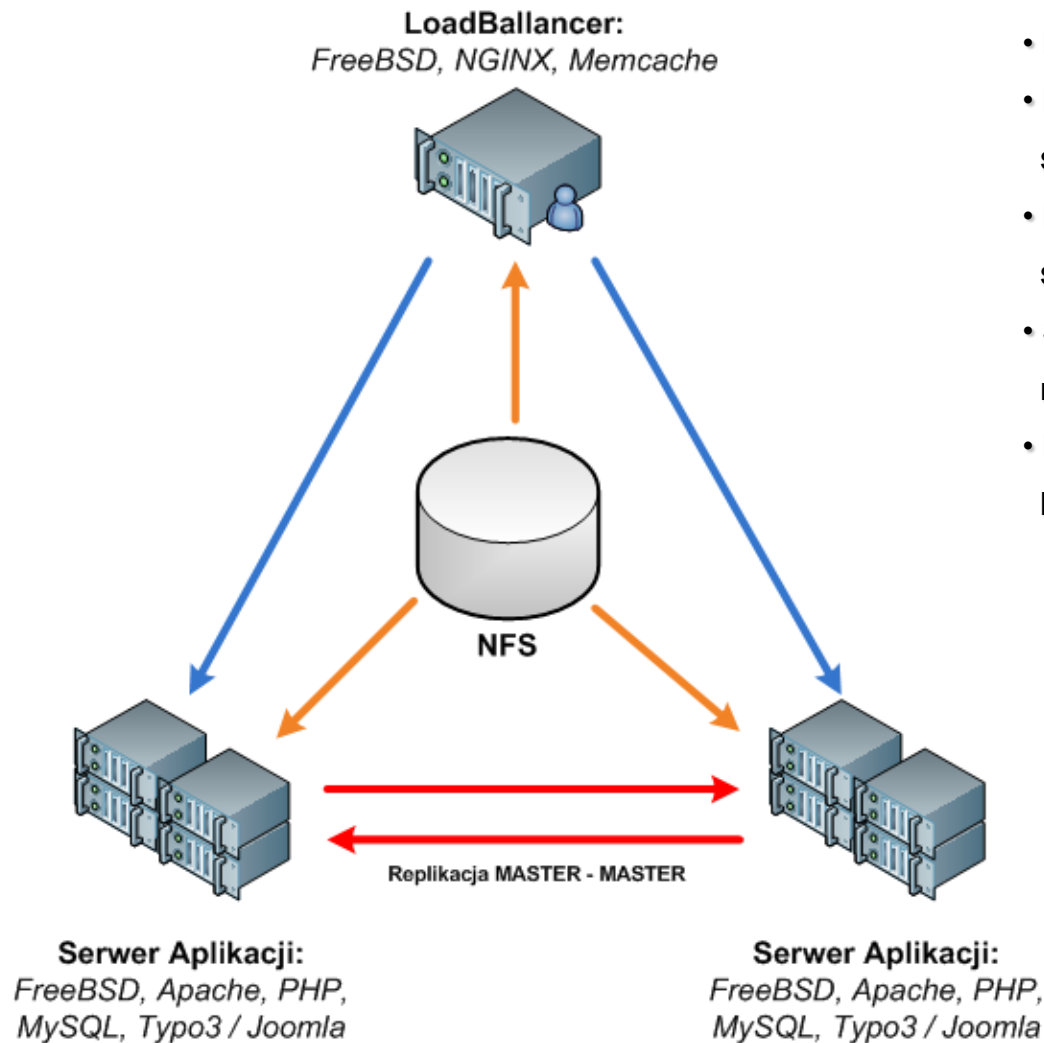 LoadBallancer:
FreeBSD, NGINX, Memcache
NFS
Replikacja MASTER - MASTER
Serwer Aplikacji:
FreeBSD, Apache, PHP,
MySQL, Typo3 / Joomla
Serwer Aplikacji:
FreeBSD, Apache, PHP,
MySQL, Typo3 / Joomla